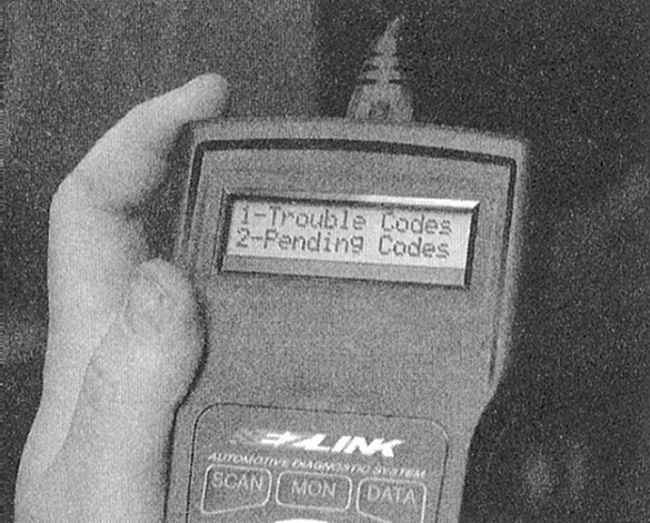 1-Trouble Codes
2-Pending Codes
LINK
AUTOMOTIVE DIAGNOSTIC SYSTEM
SCAN MON DATA